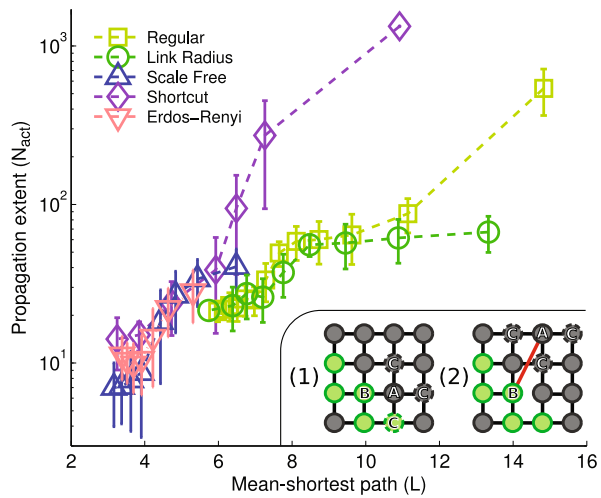 10³
10²
10¹
Propagation extent (N_act)
Regular
Link Radius
Scale Free
Shortcut
Erdos−Renyi
(1)
C
B A C
C
(2)
C A C
C
B
2 4 6 8 10 12 14 16
Mean-shortest path (L)